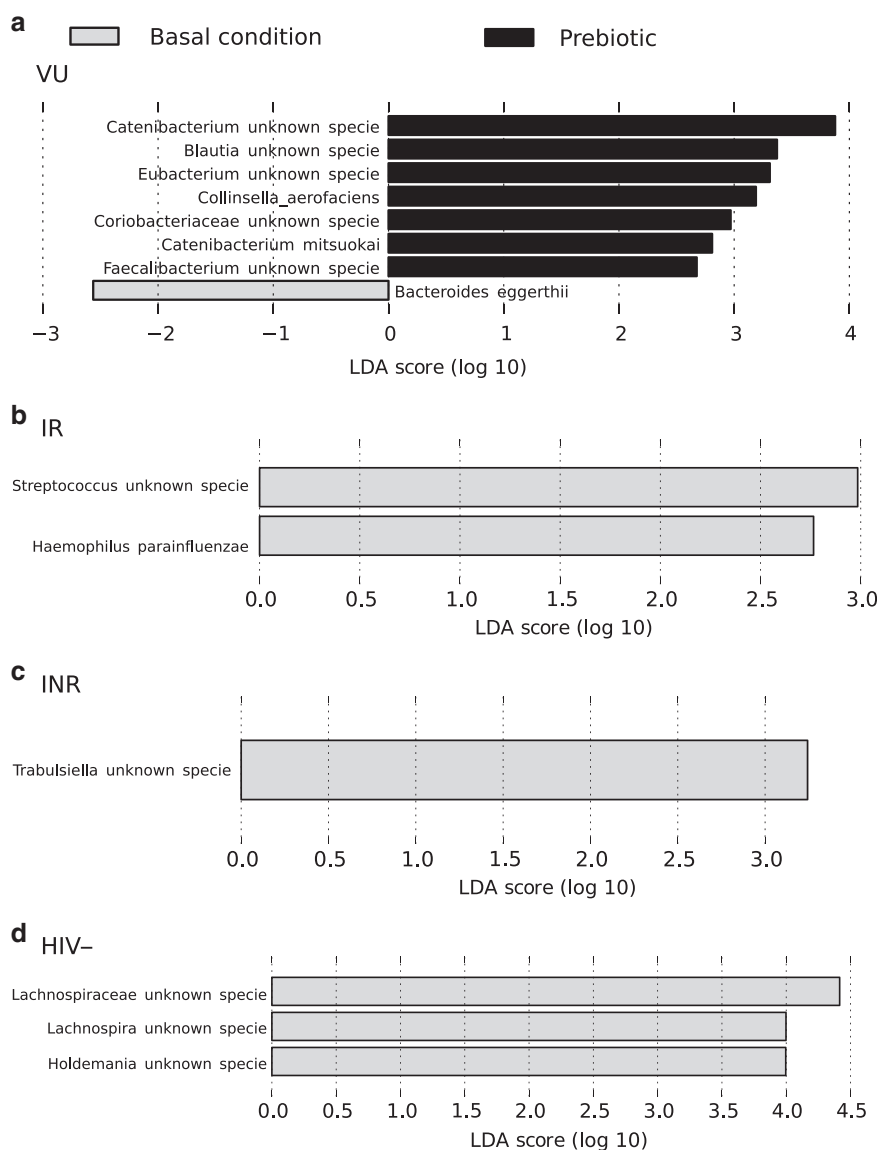 a
Basal condition
Prebiotic
VU
Catenibacterium unknown specie
Blautia unknown specie
Eubacterium unknown specie
Collinsella_aerofaciens
Coriobacteriaceae unknown specie
Catenibacterium mitsuokai
Faecalibacterium unknown specie
Bacteroides eggerthii
−3 −2 −1 0 1 2 3 4
LDA score (log 10)
b
IR
Streptococcus unknown specie
Haemophilus parainfluenzae
0.0 0.5 1.0 1.5 2.0 2.5 3.0
LDA score (log 10)
c
INR
Trabulsiella unknown specie
0.0 0.5 1.0 1.5 2.0 2.5 3.0
LDA score (log 10)
d
HIV–
Lachnospiraceae unknown specie
Lachnospira unknown specie
Holdemania unknown specie
0.0 0.5 1.0 1.5 2.0 2.5 3.0 3.5 4.0 4.5
LDA score (log 10)